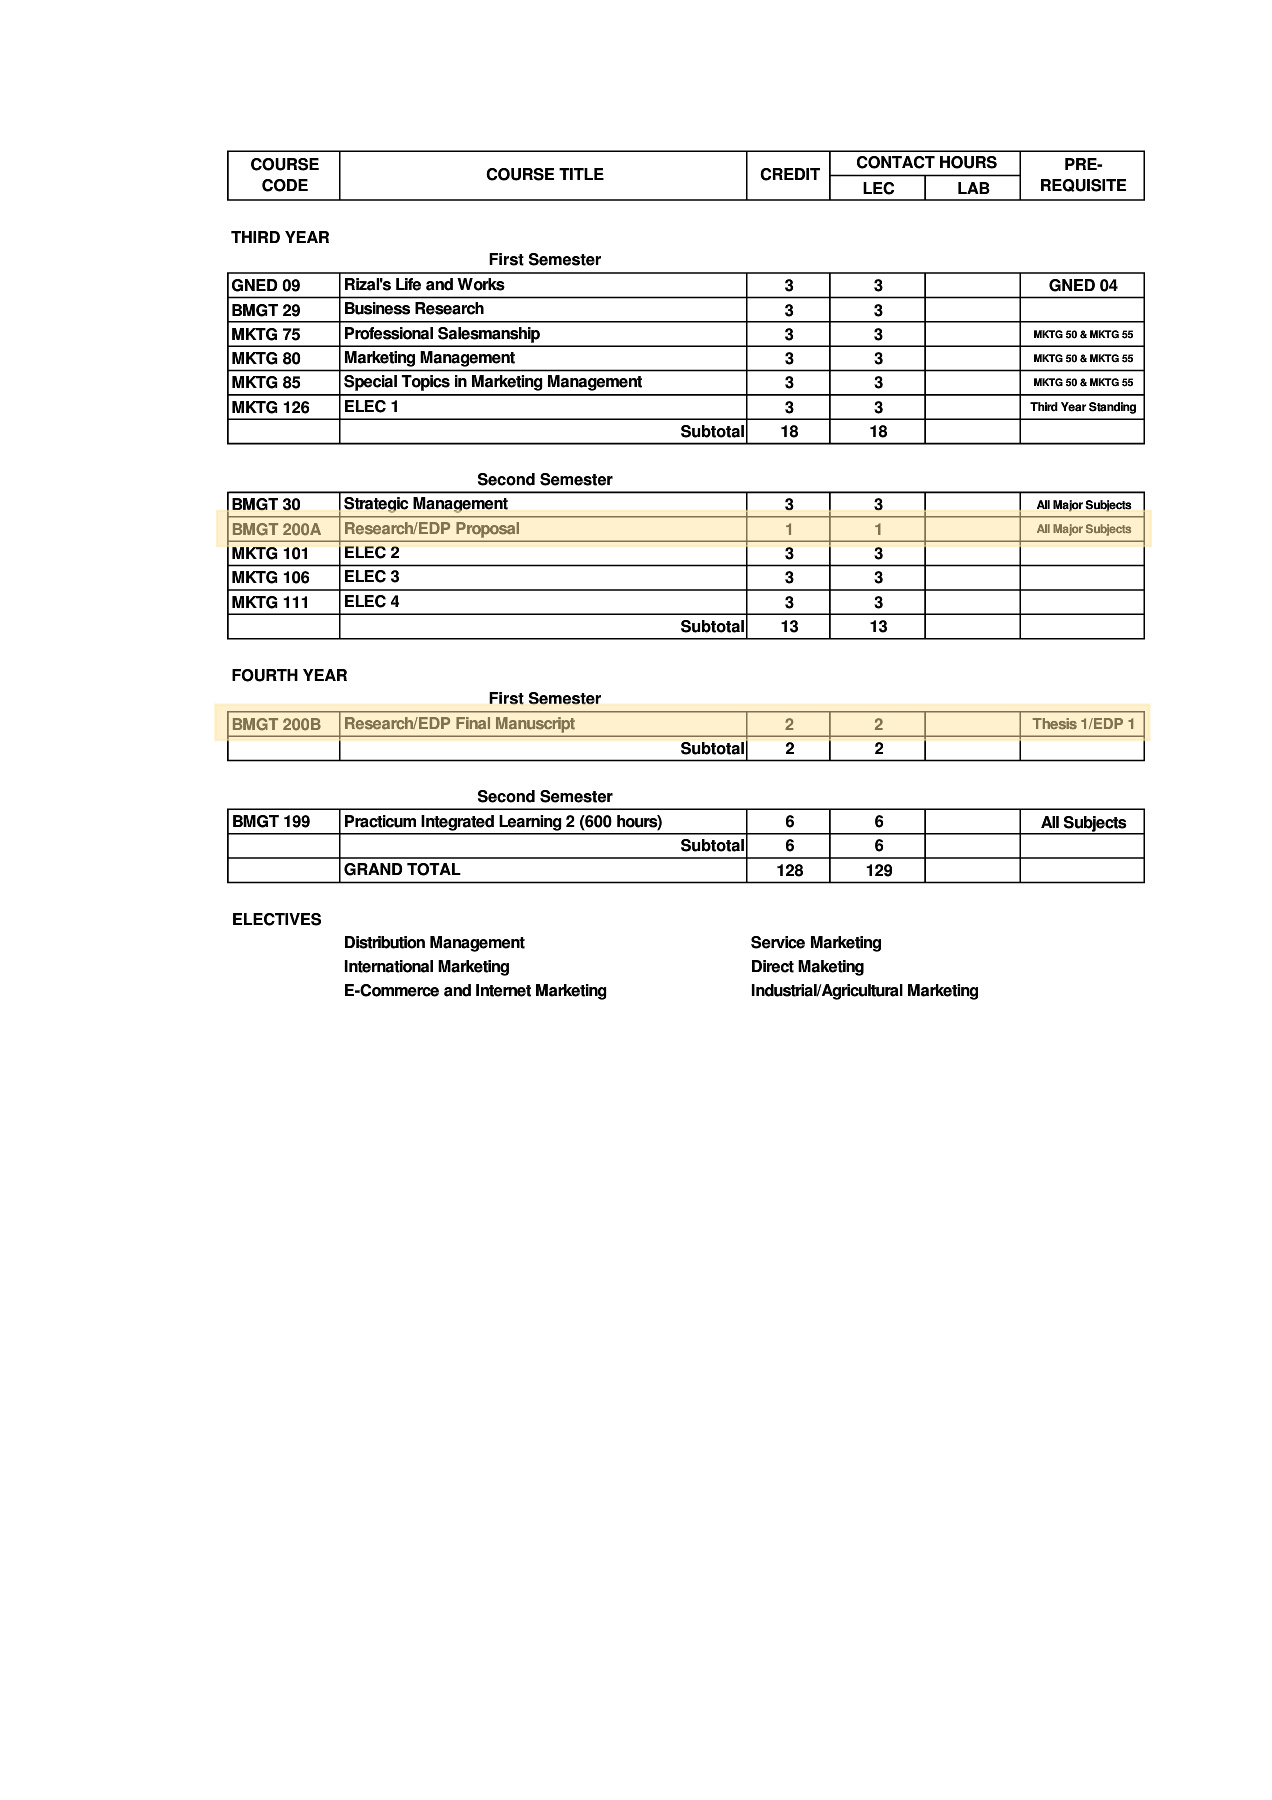 COURSE CODE COURSE TITLE CREDIT CONTACT HOURS PRE-REQUISITE
LEC LAB
THIRD YEAR
First Semester
GNED 09 Rizal's Life and Works 3 3 GNED 04
BMGT 29 Business Research 3 3
MKTG 75 Professional Salesmanship 3 3 MKTG 50 & MKTG 55
MKTG 80 Marketing Management 3 3 MKTG 50 & MKTG 55
MKTG 85 Special Topics in Marketing Management 3 3 MKTG 50 & MKTG 55
MKTG 126 ELEC 1 3 3 Third Year Standing
Subtotal 18 18
Second Semester
BMGT 30 Strategic Management 3 3 All Major Subjects
BMGT 200A Research/EDP Proposal 1 1 All Major Subjects
MKTG 101 ELEC 2 3 3
MKTG 106 ELEC 3 3 3
MKTG 111 ELEC 4 3 3
Subtotal 13 13
FOURTH YEAR
First Semester
BMGT 200B Research/EDP Final Manuscript 2 2 Thesis 1/EDP 1
Subtotal 2 2
Second Semester
BMGT 199 Practicum Integrated Learning 2 (600 hours) 6 6 All Subjects
Subtotal 6 6
GRAND TOTAL 128 129
ELECTIVES
Distribution Management Service Marketing
International Marketing Direct Maketing
E-Commerce and Internet Marketing Industrial/Agricultural Marketing